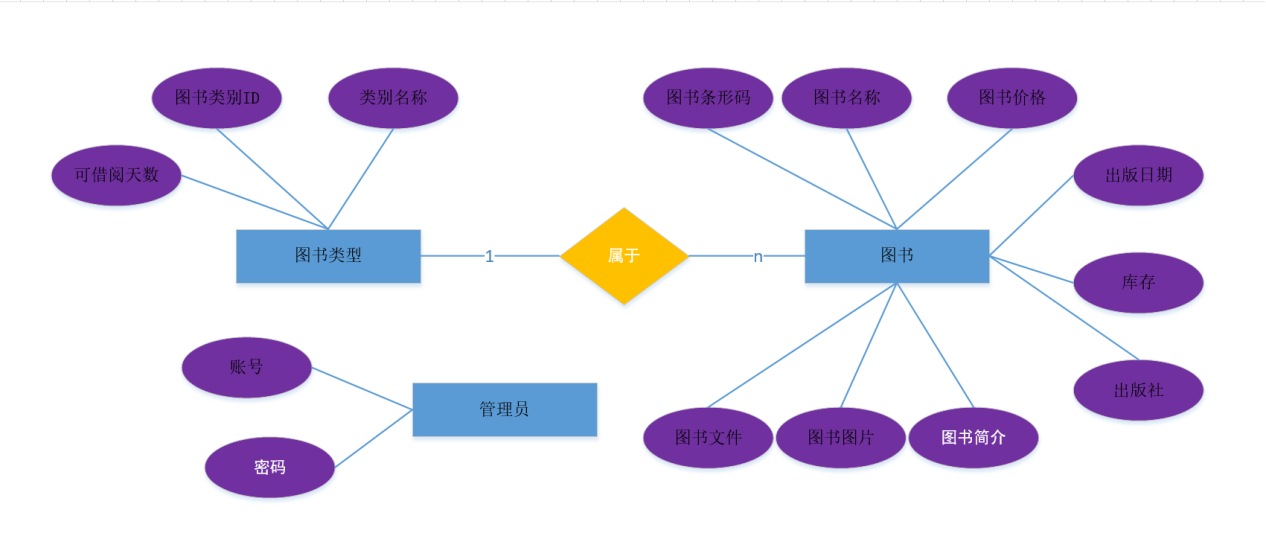 图书类别ID
类别名称
图书条形码
图书名称
图书价格
可借阅天数
出版日期
图书类型
1
属于
n
图书
库存
账号
管理员
出版社
密码
图书文件
图书图片
图书简介